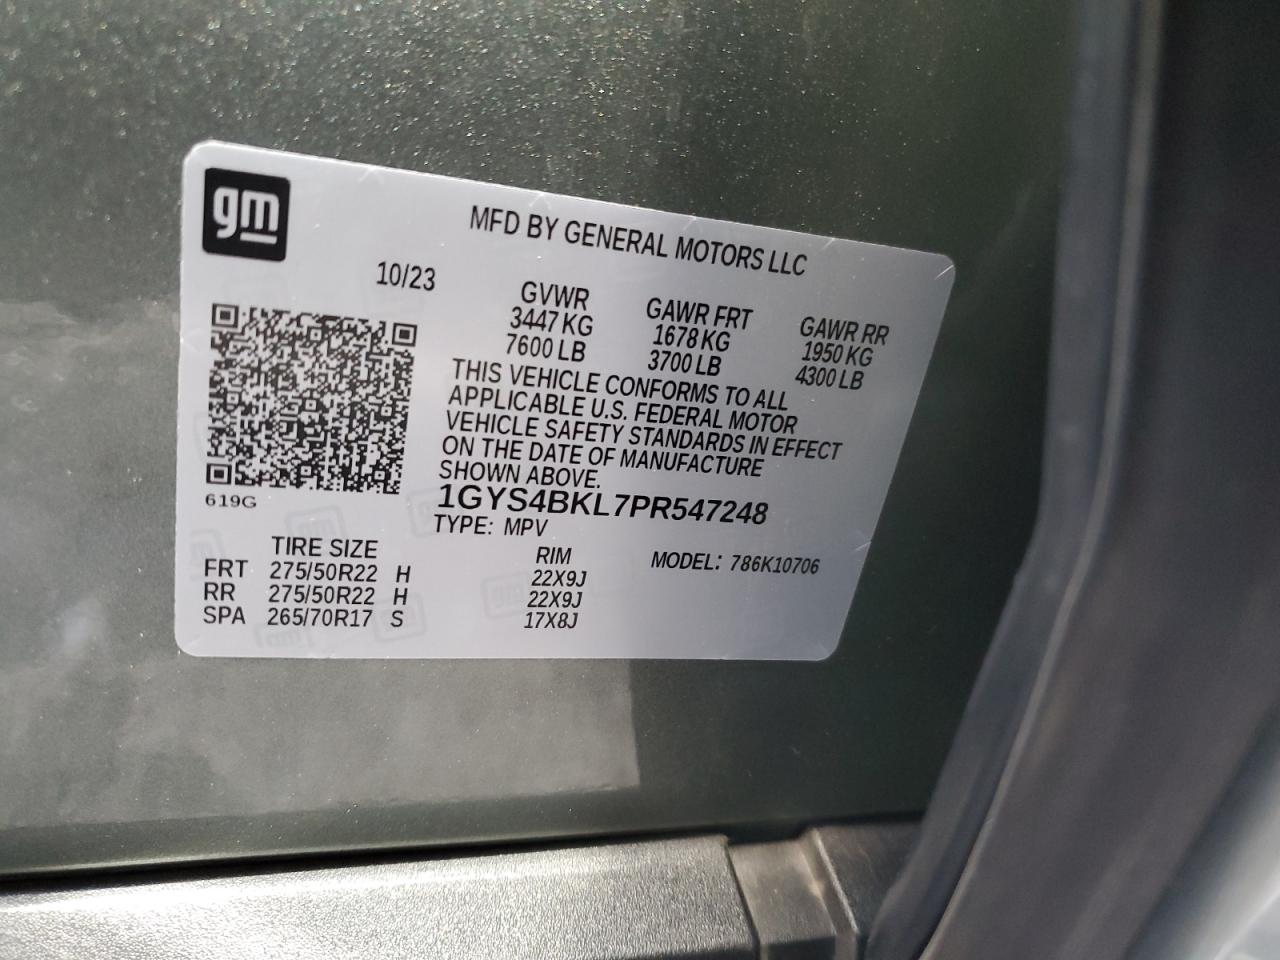 gm
MFD BY GENERAL MOTORS LLC
10/23
GVWR GAWR FRT GAWR RR
3447 KG 1678 KG 1950 KG
7600 LB 3700 LB 4300 LB
THIS VEHICLE CONFORMS TO ALL
APPLICABLE U.S. FEDERAL MOTOR
VEHICLE SAFETY STANDARDS IN EFFECT
ON THE DATE OF MANUFACTURE
SHOWN ABOVE.
619G
1GYS4BKL7PR547248
TYPE: MPV
TIRE SIZE RIM MODEL: 786K10706
FRT 275/50R22 H 22X9J
RR 275/50R22 H 22X9J
SPA 265/70R17 S 17X8J